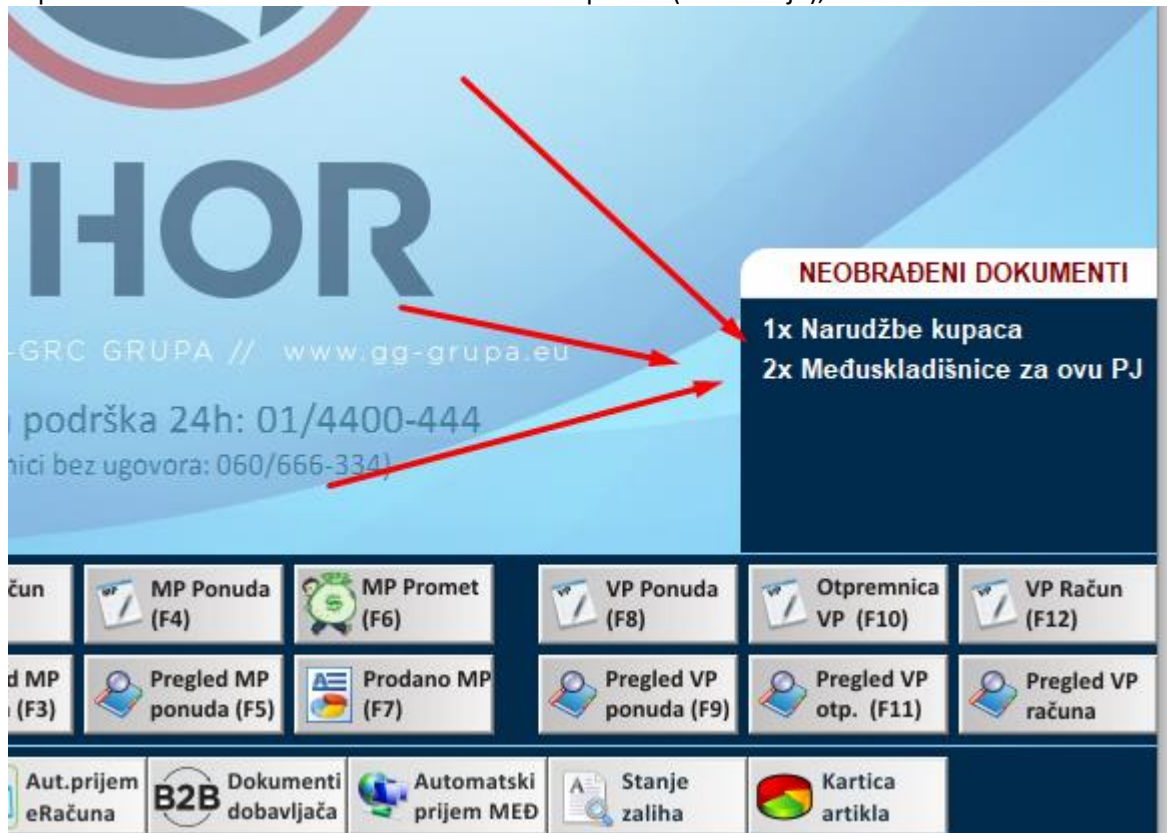 THOR
-GRC GRUPA // www.gg-grupa.eu
podrška 24h: 01/4400-444
bez ugovora: 060/666-334)
NEOBRAĐENI DOKUMENTI
1x Narudžbe kupaca
2x Međuskladišnice za ovu PJ
MP Ponuda
(F4)
MP Promet
(F6)
VP Ponuda
(F8)
Otpremnica
VP (F10)
VP Račun
(F12)
d MP
(F3)
Pregled MP
ponuda (F5)
Prodano MP
(F7)
Pregled VP
ponuda (F9)
Pregled VP
otp. (F11)
Pregled VP
računa
Aut.prijem
eRačuna
B2B
Dokumenti
dobavljača
Automatski
prijem MEĐ
Stanje
zaliha
Kartica
artikla